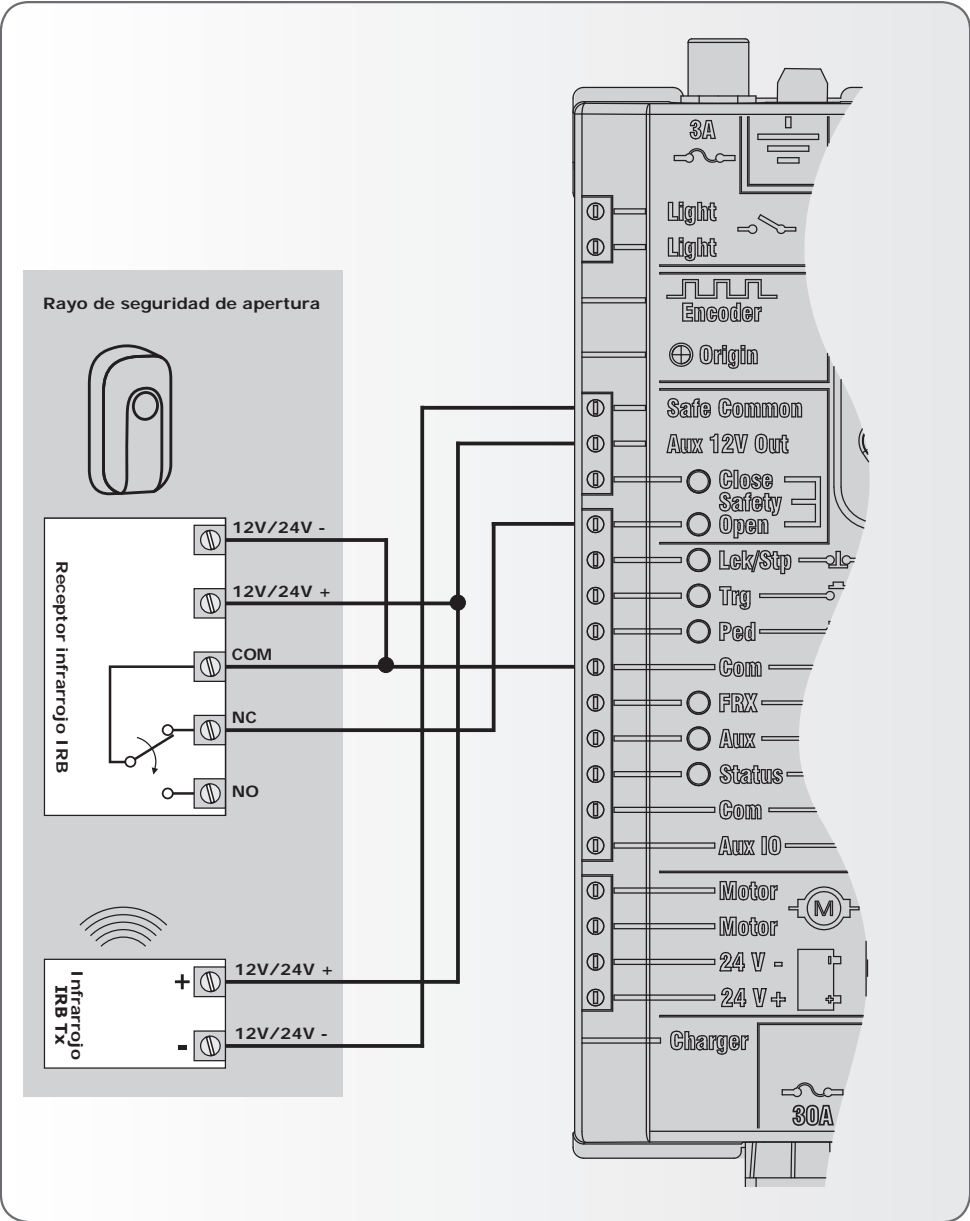 Rayo de seguridad de apertura
12V/24V -
12V/24V +
COM
NC
NO
Receptor infrarrojo IRB
12V/24V +
12V/24V -
+
-
Infrarrojo
IRB Tx
3A
Light
Light
Encoder
Origin
Safe Common
Aux 12V Out
Close
Safety
Open
Lck/Stp
Trg
Ped
Com
FRX
Aux
Status
Com
Aux IO
Motor
Motor
M
24 V -
24 V +
Charger
30A